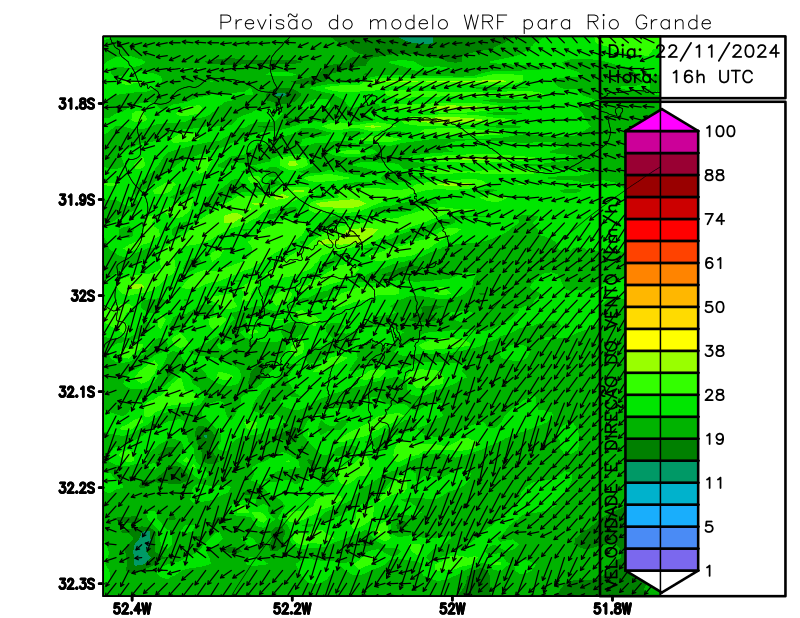 Previsão do modelo WRF para Rio Grande
Dia: 22/11/2024
Hora: 16h UTC
31.8S
31.9S
32S
32.1S
32.2S
32.3S
52.4W
52.2W
52W
51.8W
VELOCIDADE E DIREÇÃO DO VENTO (km/h)
100
88
74
61
50
38
28
19
11
5
1